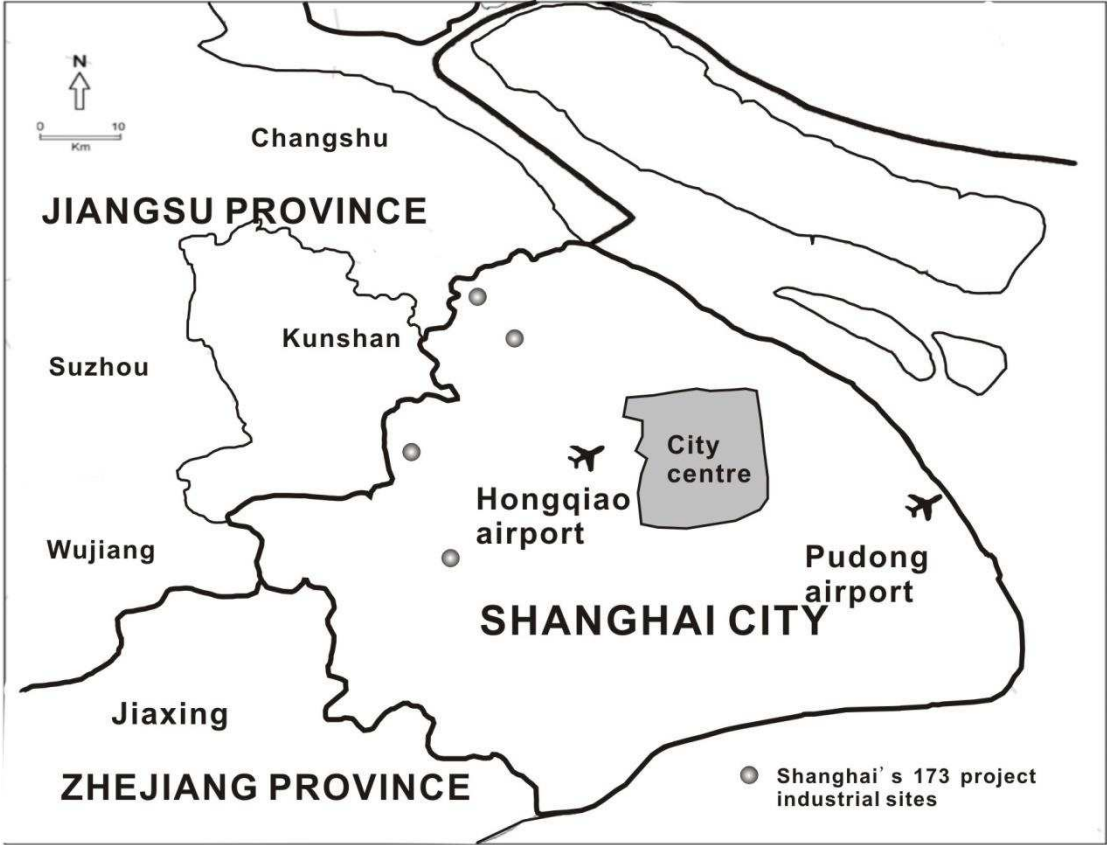 N
0 10
Km
Changshu
JIANGSU PROVINCE
Kunshan
Suzhou
City
centre
Hongqiao
airport
Wujiang
Pudong
airport
SHANGHAI CITY
Jiaxing
ZHEJIANG PROVINCE
Shanghai's 173 project
industrial sites